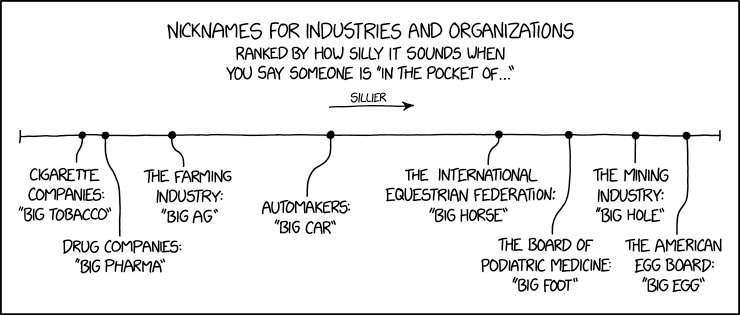 NICKNAMES FOR INDUSTRIES AND ORGANIZATIONS
RANKED BY HOW SILLY IT SOUNDS WHEN
YOU SAY SOMEONE IS "IN THE POCKET OF..."
SILLIER
CIGARETTE
COMPANIES:
"BIG TOBACCO"
DRUG COMPANIES:
"BIG PHARMA"
THE FARMING
INDUSTRY:
"BIG AG"
AUTOMAKERS:
"BIG CAR"
THE INTERNATIONAL
EQUESTRIAN FEDERATION:
"BIG HORSE"
THE BOARD OF
PODIATRIC MEDICINE:
"BIG FOOT"
THE MINING
INDUSTRY:
"BIG HOLE"
THE AMERICAN
EGG BOARD:
"BIG EGG"